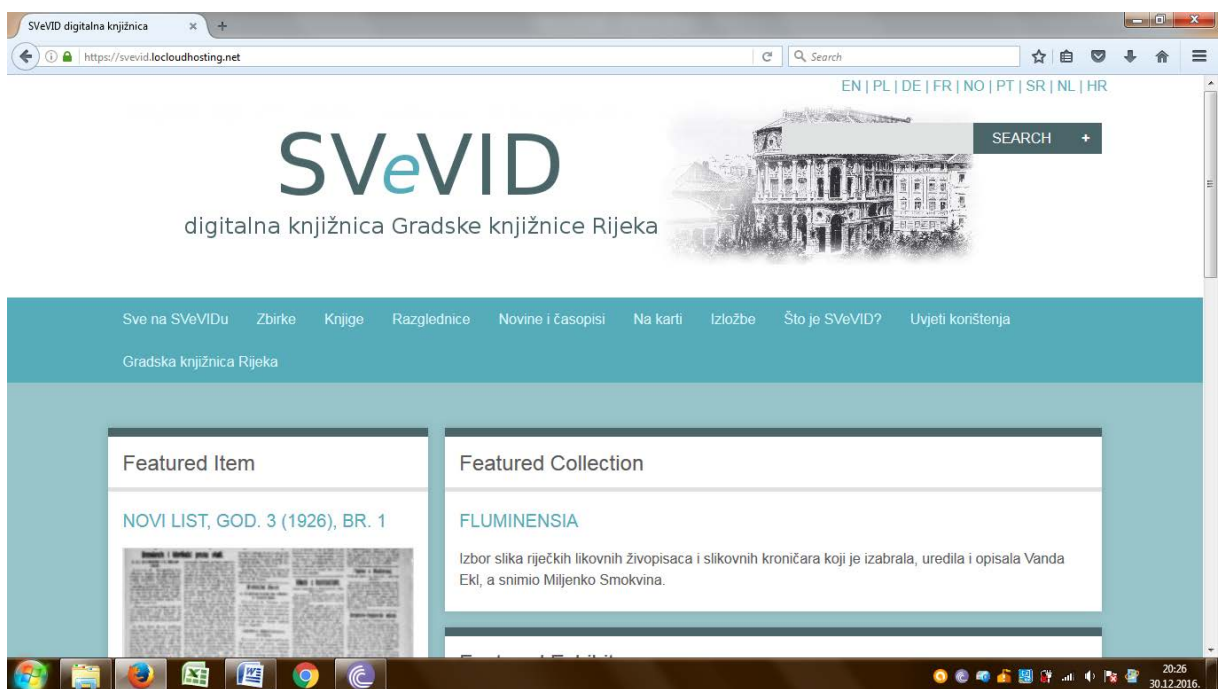 SVeVID digitalna knjižnica
https://svevid.locloudhosting.net
Search
EN | PL | DE | FR | NO | PT | SR | NL | HR
SEARCH +
SVeVID
digitalna knjižnica Gradske knjižnice Rijeka
Sve na SVeVIDu Zbirke Knjige Razglednice Novine i časopisi Na karti Izložbe Što je SVeVID? Uvjeti korištenja
Gradska knjižnica Rijeka
Featured Item
NOVI LIST, GOD. 3 (1926), BR. 1
Featured Collection
FLUMINENSIA
Izbor slika riječkih likovnih živopisaca i slikovnih kroničara koji je izabrala, uredila i opisala Vanda
Ekl, a snimio Miljenko Smokvina.
20:26
30.12.2016.